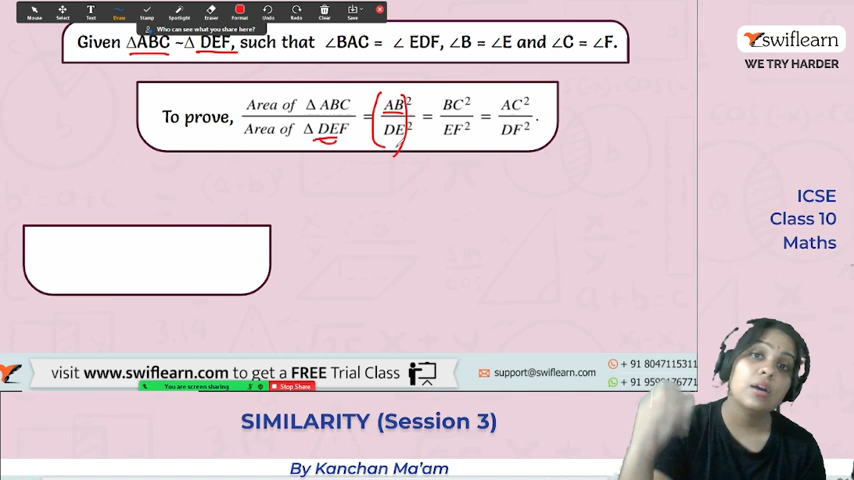 Mouse Select Text Draw Stamp Spotlight Eraser Format Undo Redo Clear Save
Who can see what you share here?
Given ΔABC ~Δ DEF, such that ∠BAC = ∠ EDF, ∠B = ∠E and ∠C = ∠F.
To prove, Area of Δ ABC / Area of Δ DEF = AB² / DE² = BC² / EF² = AC² / DF².
swiflearn
WE TRY HARDER
ICSE
Class 10
Maths
visit www.swiflearn.com to get a FREE Trial Class
support@swiflearn.com
+ 91 8047115311
You are screen sharing Stop Share
SIMILARITY (Session 3)
By Kanchan Ma'am